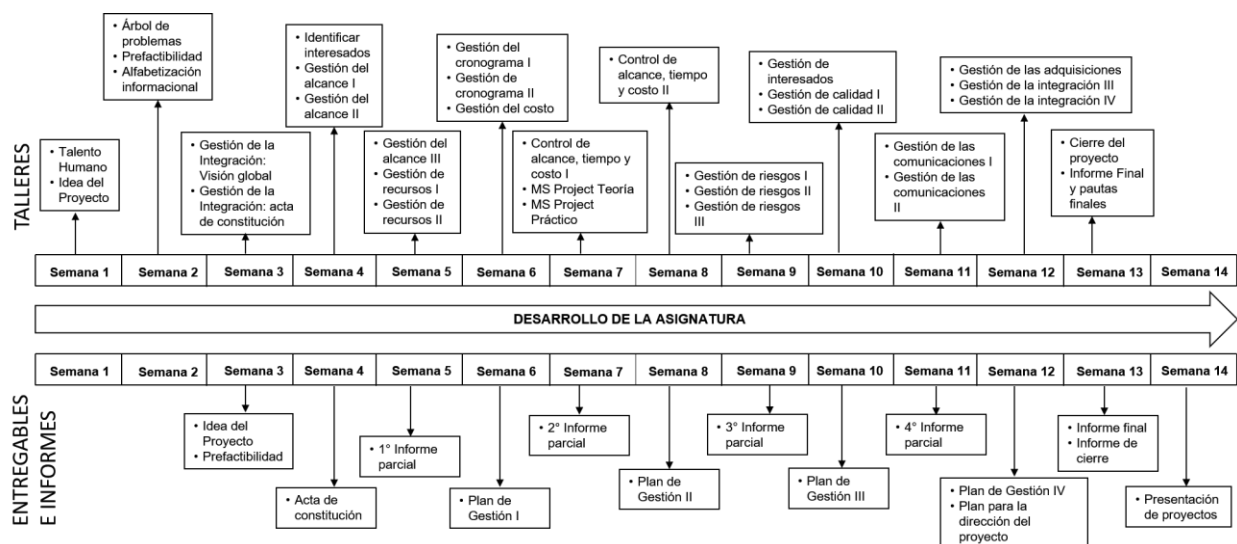 TALLERES
• Talento
Humano
• Idea del
Proyecto
• Árbol de
problemas
• Prefactibilidad
• Alfabetización
informacional
• Gestión de la
Integración:
Visión global
• Gestión de la
Integración: acta
de constitución
• Identificar
interesados
• Gestión del
alcance I
• Gestión del
alcance II
• Gestión del
alcance III
• Gestión de
recursos I
• Gestión de
recursos II
• Gestión del
cronograma I
• Gestión de
cronograma II
• Gestión del costo
• Control de
alcance, tiempo y
costo I
• MS Project Teoría
• MS Project
Práctico
• Control de
alcance, tiempo
y costo II
• Gestión de riesgos I
• Gestión de riesgos II
• Gestión de riesgos
III
• Gestión de
interesados
• Gestión de calidad I
• Gestión de calidad II
• Gestión de las
comunicaciones I
• Gestión de las
comunicaciones
II
• Gestión de las adquisiciones
• Gestión de la integración III
• Gestión de la integración IV
• Cierre del
proyecto
• Informe Final
y pautas
finales
Semana 1 Semana 2 Semana 3 Semana 4 Semana 5 Semana 6 Semana 7 Semana 8 Semana 9 Semana 10 Semana 11 Semana 12 Semana 13 Semana 14
DESARROLLO DE LA ASIGNATURA
Semana 1 Semana 2 Semana 3 Semana 4 Semana 5 Semana 6 Semana 7 Semana 8 Semana 9 Semana 10 Semana 11 Semana 12 Semana 13 Semana 14
ENTREGABLES
E INFORMES
• Idea del
Proyecto
• Prefactibilidad
• Acta de
constitución
• 1° Informe
parcial
• Plan de
Gestión I
• 2° Informe
parcial
• Plan de
Gestión II
• 3° Informe
parcial
• Plan de
Gestión III
• 4° Informe
parcial
• Plan de Gestión IV
• Plan para la
dirección del
proyecto
• Informe final
• Informe de
cierre
• Presentación
de proyectos